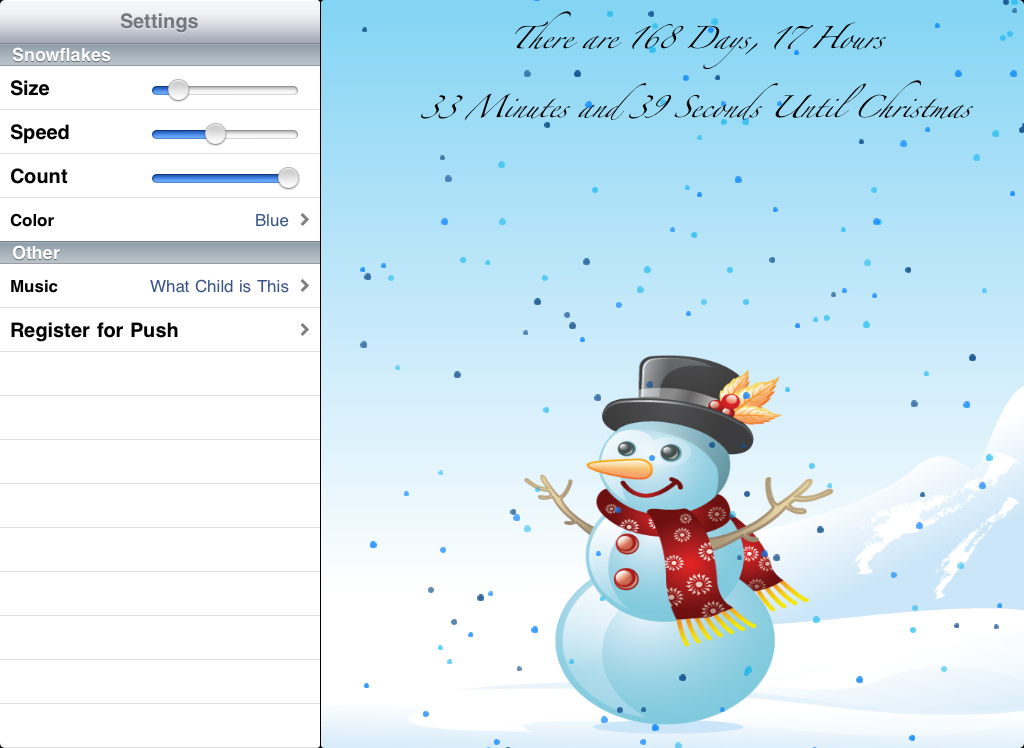 Settings
Snowflakes
Size
Speed
Count
Color Blue
Other
Music What Child is This
Register for Push
There are 168 Days, 17 Hours
33 Minutes and 39 Seconds Until Christmas